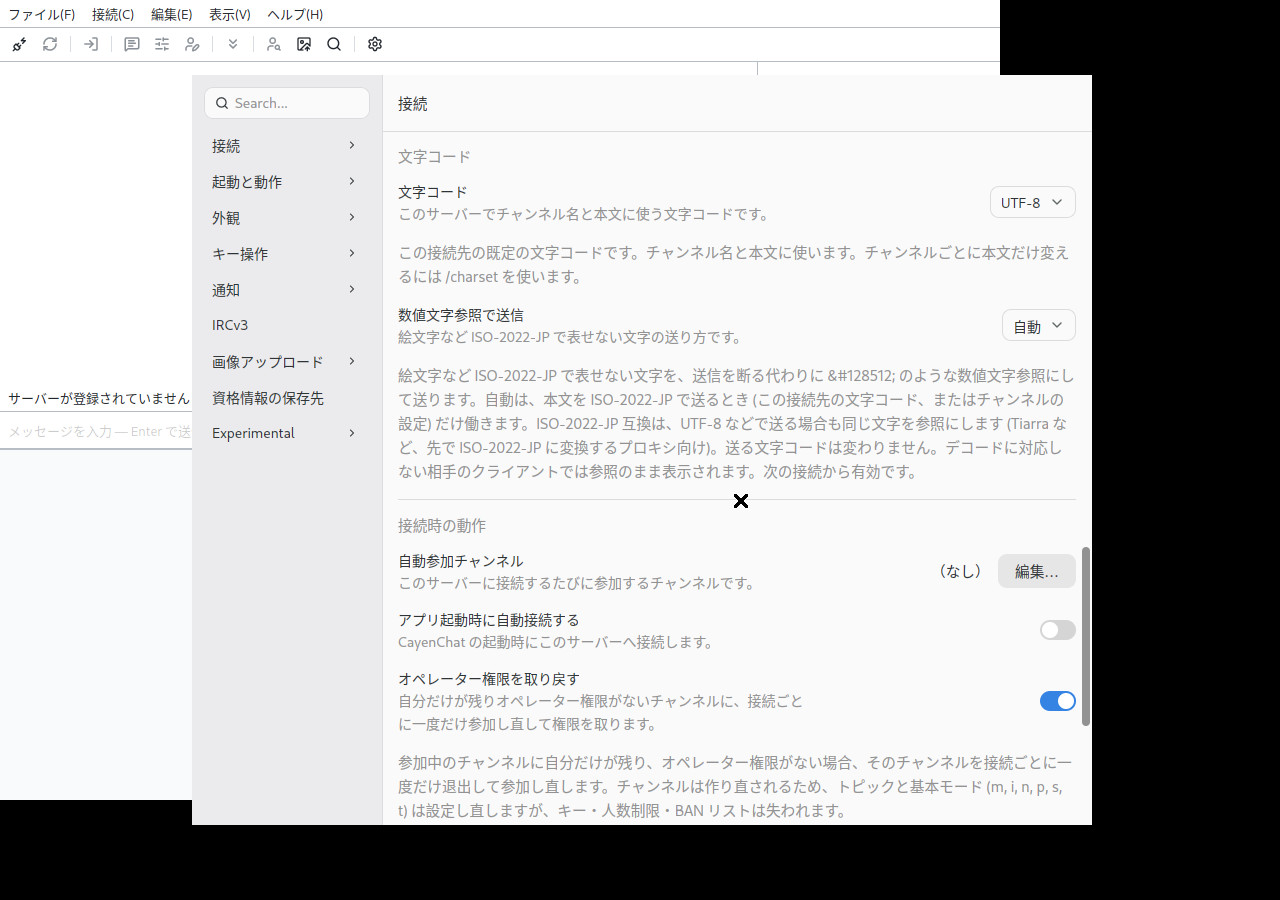 ファイル(F) 接続(C) 編集(E) 表示(V) ヘルプ(H)
サーバーが登録されていません
メッセージを入力 — Enter で送
Search...
接続
起動と動作
外観
キー操作
通知
IRCv3
画像アップロード
資格情報の保存先
Experimental
接続
文字コード
文字コード
このサーバーでチャンネル名と本文に使う文字コードです。
UTF-8
この接続先の既定の文字コードです。チャンネル名と本文に使います。チャンネルごとに本文だけ変え
るには /charset を使います。
数値文字参照で送信
絵文字など ISO-2022-JP で表せない文字の送り方です。
自動
絵文字など ISO-2022-JP で表せない文字を、送信を断る代わりに &#128512; のような数値文字参照にし
て送ります。自動は、本文を ISO-2022-JP で送るとき (この接続先の文字コード、またはチャンネルの
設定) だけ働きます。ISO-2022-JP 互換は、UTF-8 などで送る場合も同じ文字を参照にします (Tiarra な
ど、先で ISO-2022-JP に変換するプロキシ向け)。送る文字コードは変わりません。デコードに対応し
ない相手のクライアントでは参照のまま表示されます。次の接続から有効です。
接続時の動作
自動参加チャンネル
このサーバーに接続するたびに参加するチャンネルです。
（なし） 編集...
アプリ起動時に自動接続する
CayenChat の起動時にこのサーバーへ接続します。
オペレーター権限を取り戻す
自分だけが残りオペレーター権限がないチャンネルに、接続ごと
に一度だけ参加し直して権限を取ります。
参加中のチャンネルに自分だけが残り、オペレーター権限がない場合、そのチャンネルを接続ごとに一
度だけ退出して参加し直します。チャンネルは作り直されるため、トピックと基本モード (m, i, n, p, s,
t) は設定し直しますが、キー・人数制限・BAN リストは失われます。